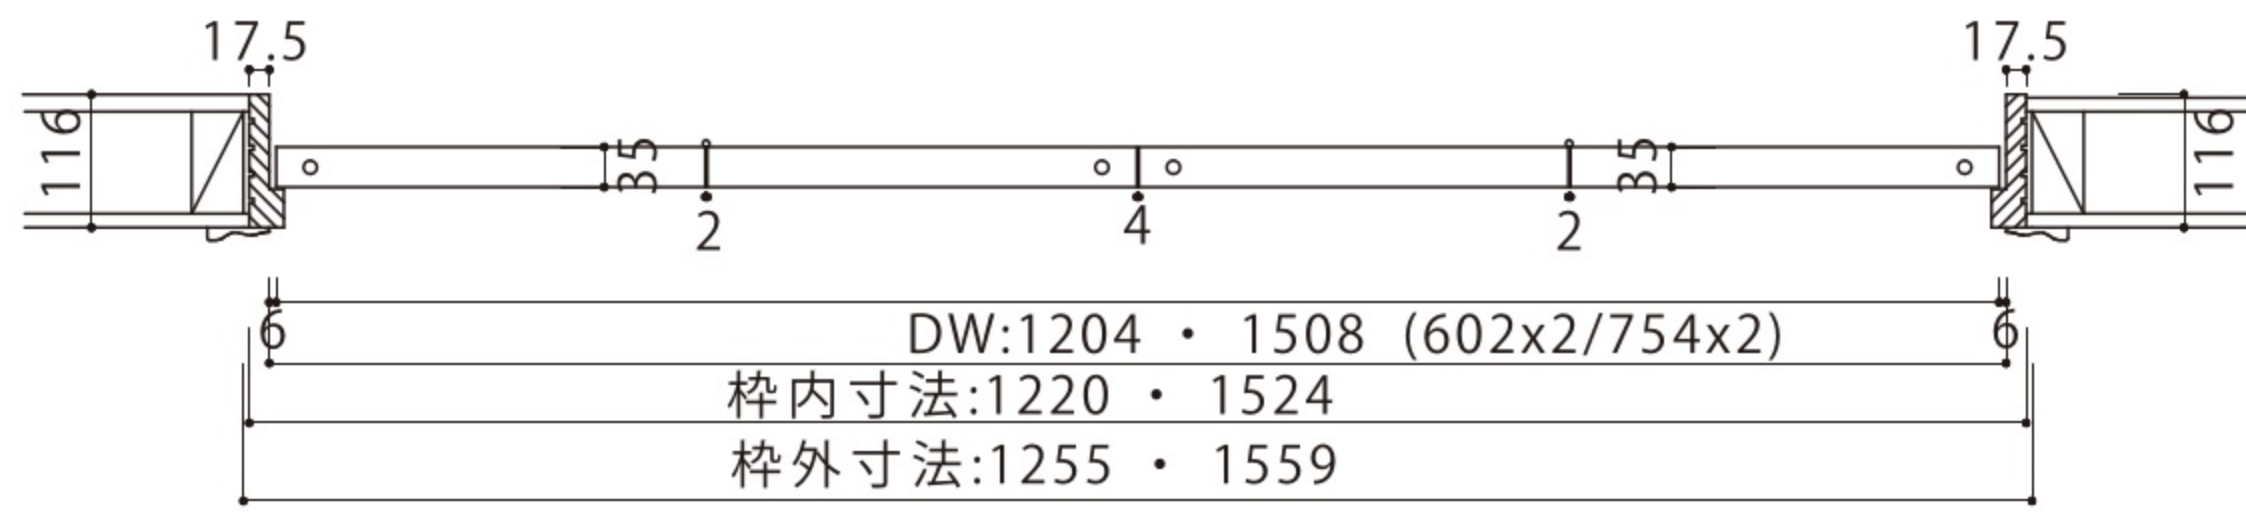 17.5 17.5
116 35 35 116
2 4 2
6 DW:1204 ・ 1508 (602x2/754x2) 6
枠内寸法:1220 ・ 1524
枠外寸法:1255 ・ 1559